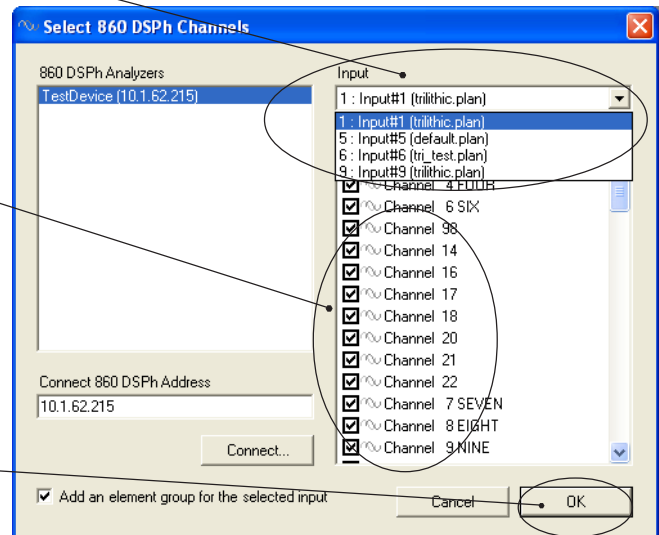 Select 860 DSPh Channels
860 DSPh Analyzers
TestDevice (10.1.62.215)
Connect 860 DSPh Address
10.1.62.215
Connect...
Input
1 : Input#1 (trilithic.plan)
1 : Input#1 (trilithic.plan)
5 : Input#5 (default.plan)
6 : Input#6 (tri_test.plan)
9 : Input#9 (trilithic.plan)
Channel 4 FOUR
Channel 6 SIX
Channel 98
Channel 14
Channel 16
Channel 17
Channel 18
Channel 20
Channel 21
Channel 22
Channel 7 SEVEN
Channel 8 EIGHT
Channel 9 NINE
Add an element group for the selected input
Cancel
OK